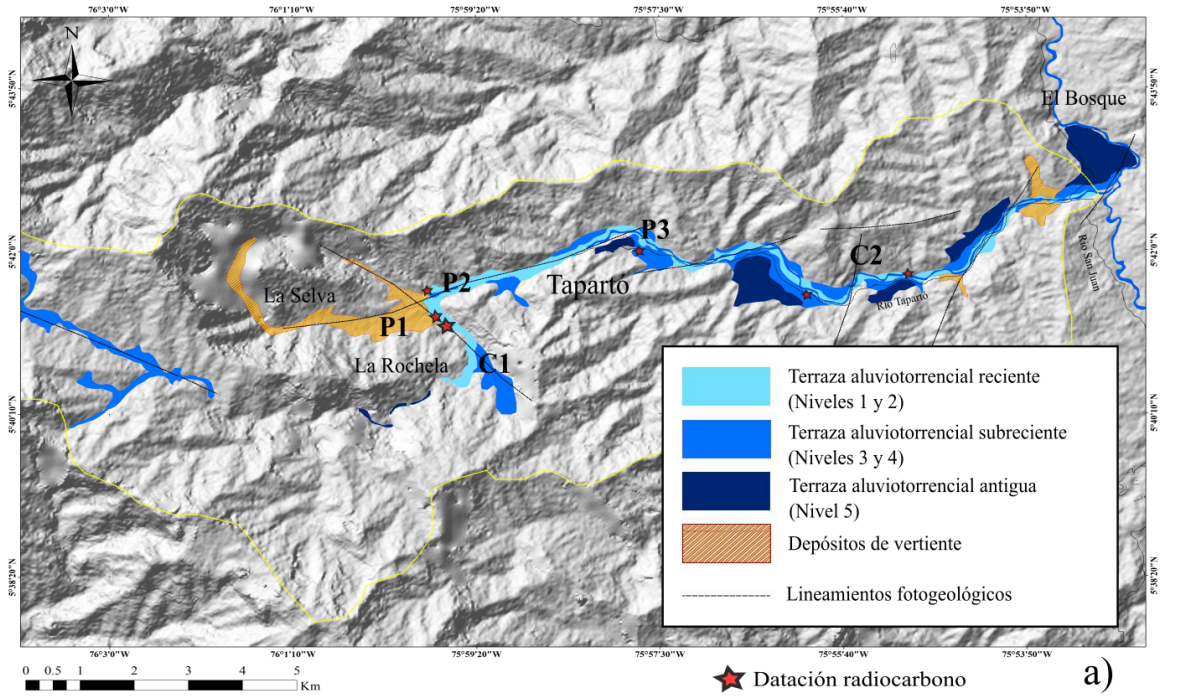 76°3'0"W 76°1'10"W 75°59'20"W 75°57'30"W 75°55'40"W 75°53'50"W
N
5°43'50"N 5°43'50"N
El Bosque
P3
5°42'0"N 5°42'0"N
C2
Río San Juan
P2
Tapartó
La Selva
Río Tapartó
P1
La Rochela
C1
5°40'10"N 5°40'10"N
Terraza aluviotorrencial reciente
(Niveles 1 y 2)
Terraza aluviotorrencial subreciente
(Niveles 3 y 4)
Terraza aluviotorrencial antigua
(Nivel 5)
Depósitos de vertiente
Lineamientos fotogeológicos
5°38'20"N 5°38'20"N
76°3'0"W 76°1'10"W 75°59'20"W 75°57'30"W 75°55'40"W 75°53'50"W
0 0.5 1 2 3 4 5
Km
Datación radiocarbono
a)